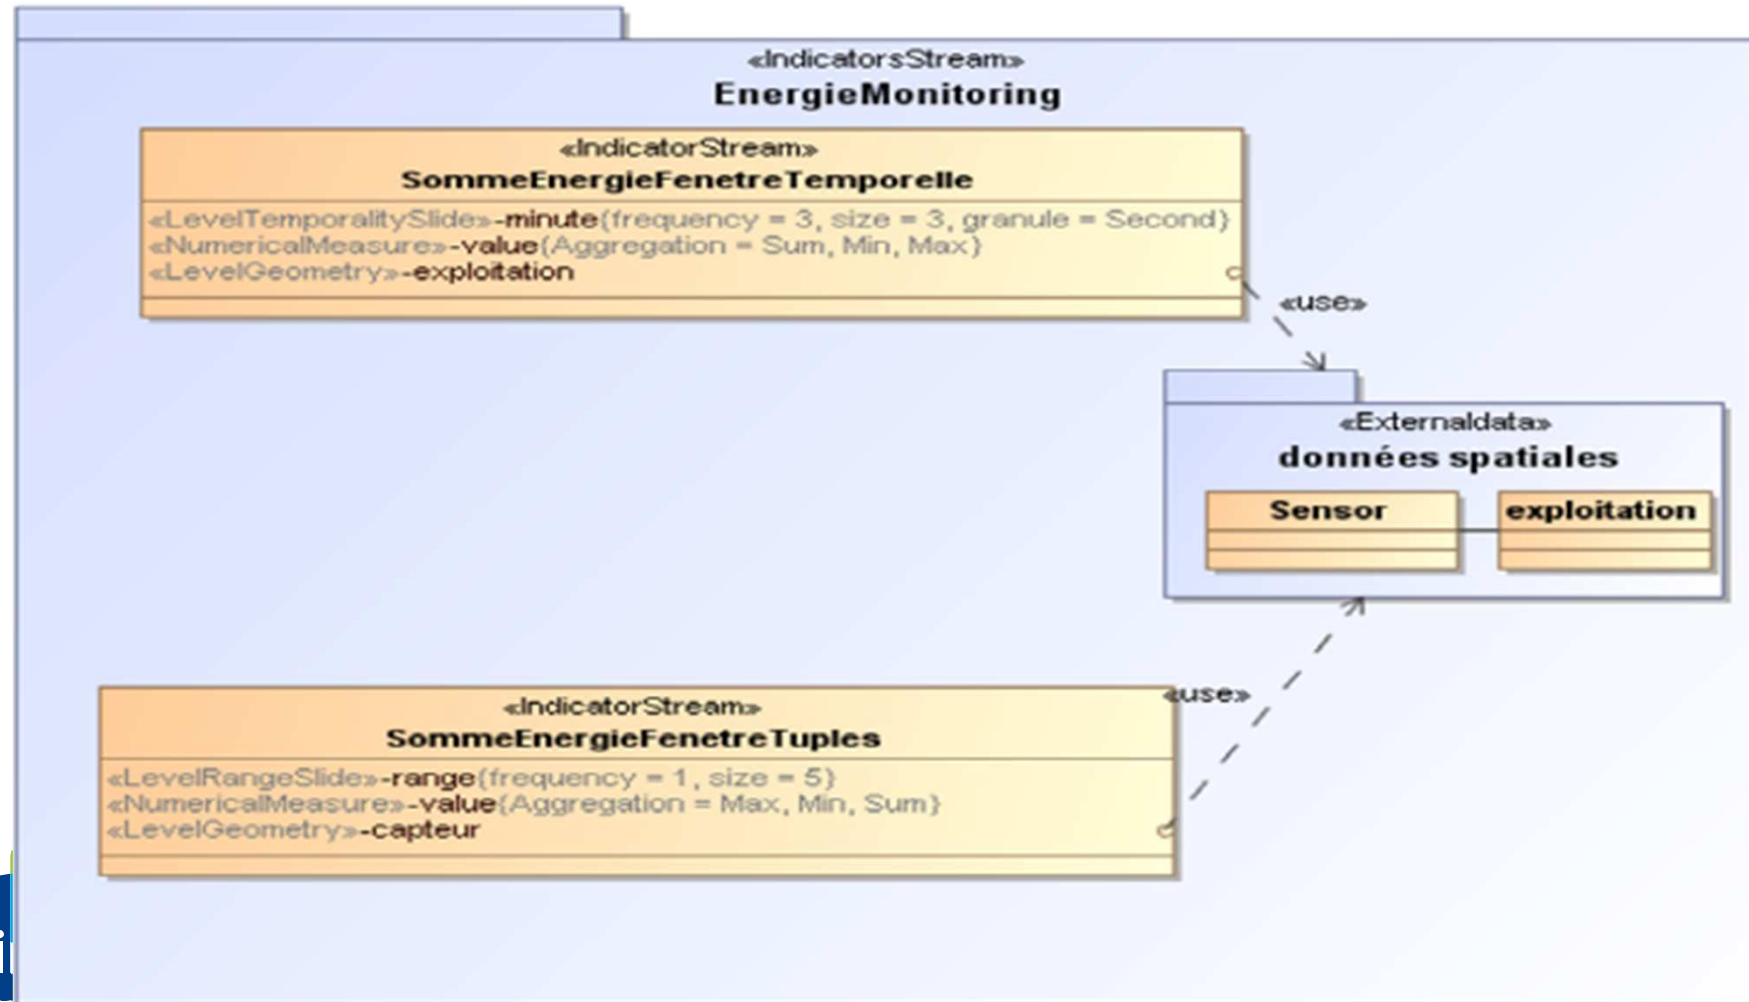 «IndicatorsStream»
EnergieMonitoring
«IndicatorStream»
SommeEnergieFenetreTemporelle
«LevelTemporalitySlide»-minute{frequency = 3, size = 3, granule = Second}
«NumericalMeasure»-value{Aggregation = Sum, Min, Max}
«LevelGeometry»-exploitation
«use»
«Externaldata»
données spatiales
Sensor
exploitation
«use»
«IndicatorStream»
SommeEnergieFenetreTuples
«LevelRangeSlide»-range{frequency = 1, size = 5}
«NumericalMeasure»-value{Aggregation = Max, Min, Sum}
«LevelGeometry»-capteur